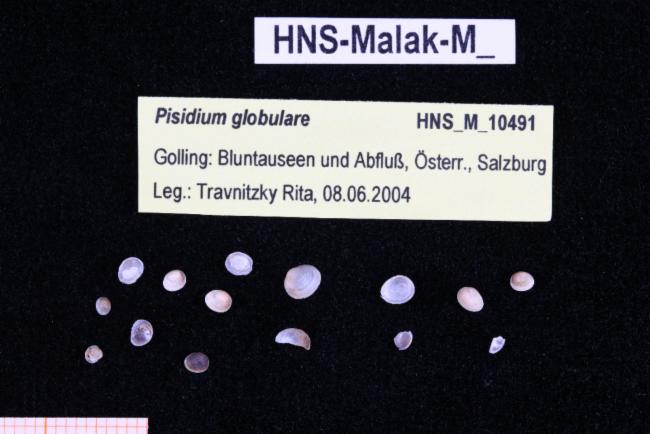 HNS-Malak-M_
Pisidium globulare HNS_M_10491
Golling: Bluntauseen und Abfluß, Österr., Salzburg
Leg.: Travnitzky Rita, 08.06.2004